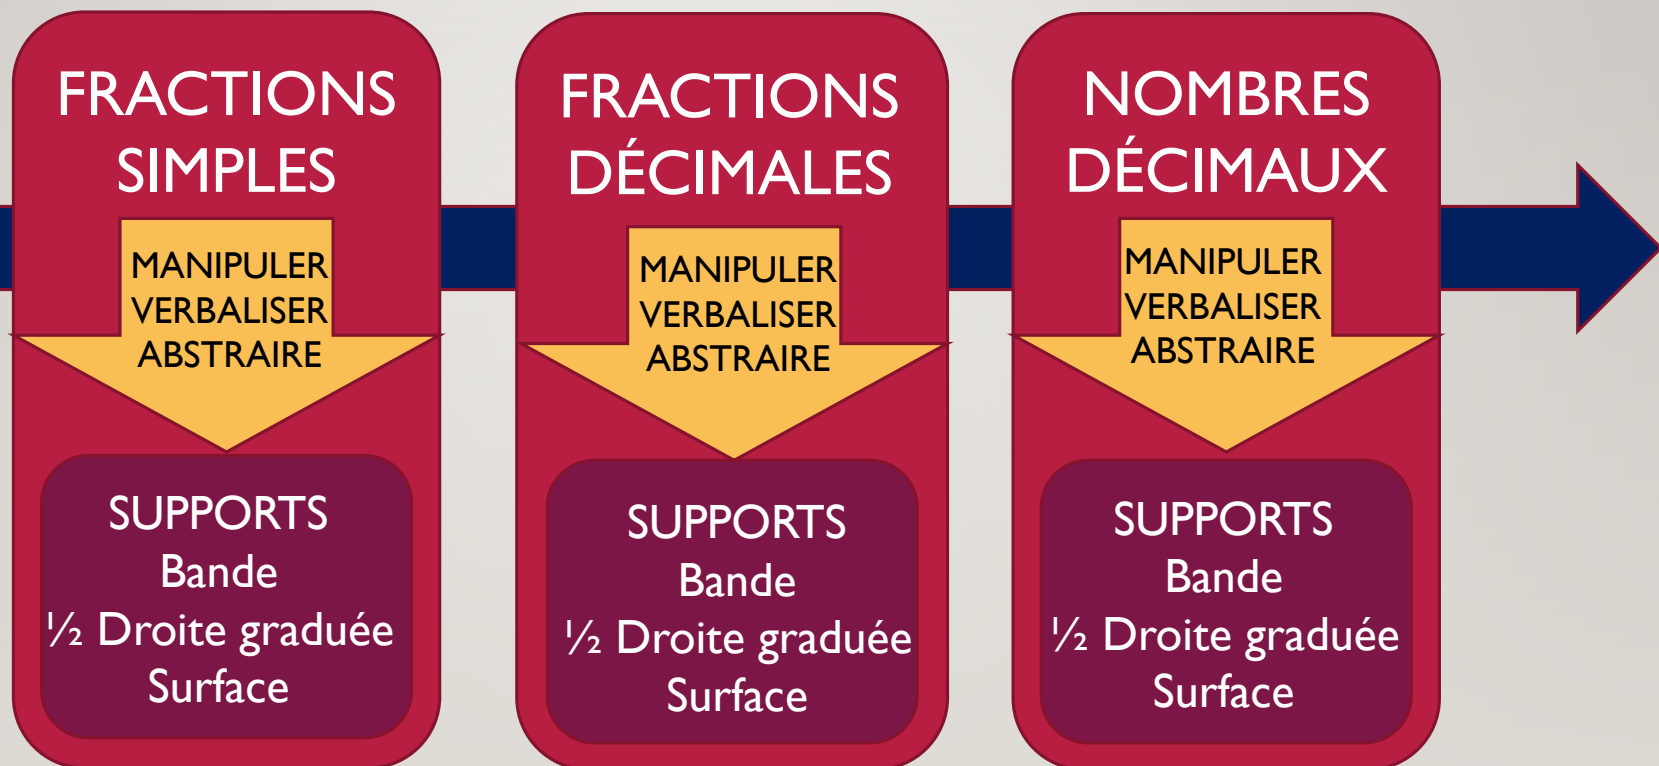 FRACTIONS
SIMPLES
MANIPULER
VERBALISER
ABSTRAIRE
SUPPORTS
Bande
½ Droite graduée
Surface
FRACTIONS
DÉCIMALES
MANIPULER
VERBALISER
ABSTRAIRE
SUPPORTS
Bande
½ Droite graduée
Surface
NOMBRES
DÉCIMAUX
MANIPULER
VERBALISER
ABSTRAIRE
SUPPORTS
Bande
½ Droite graduée
Surface